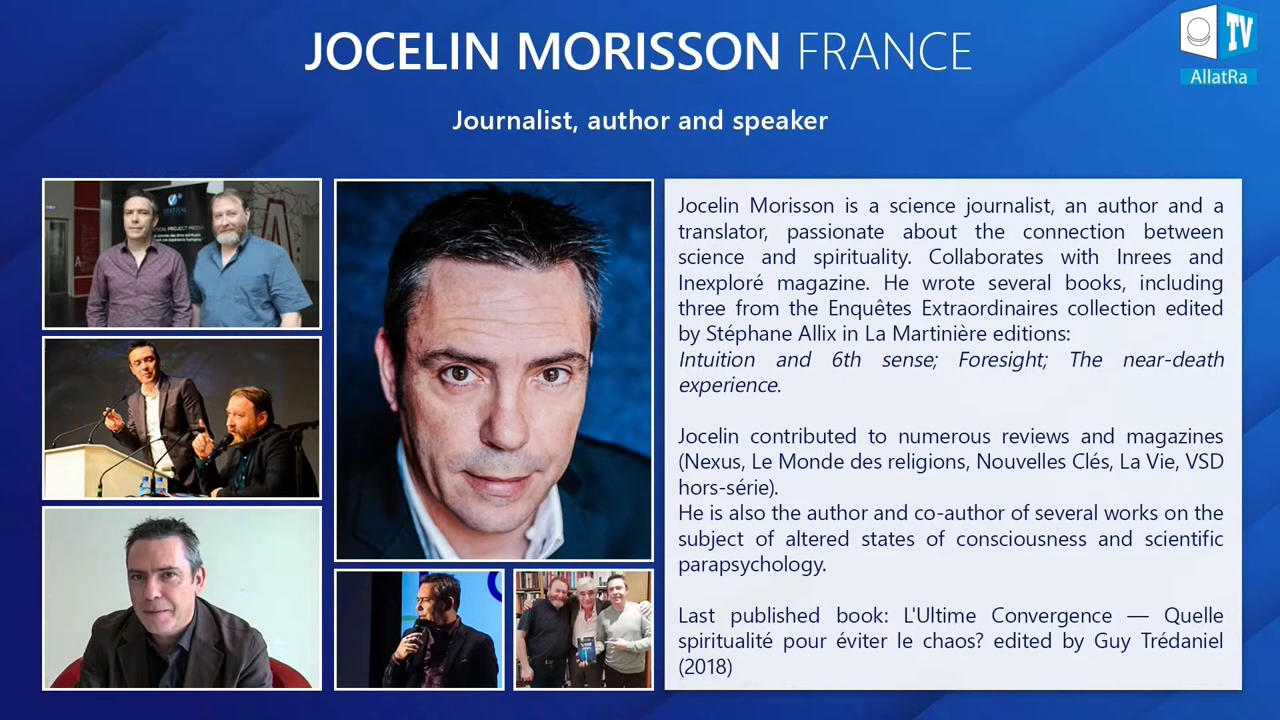 JOCELIN MORISSON FRANCE
TV
AllatRa
Journalist, author and speaker
Jocelin Morisson is a science journalist, an author and a
translator, passionate about the connection between
science and spirituality. Collaborates with Inrees and
Inexploré magazine. He wrote several books, including
three from the Enquêtes Extraordinaires collection edited
by Stéphane Allix in La Martinière editions:
Intuition and 6th sense; Foresight; The near-death
experience.
Jocelin contributed to numerous reviews and magazines
(Nexus, Le Monde des religions, Nouvelles Clés, La Vie, VSD
hors-série).
He is also the author and co-author of several works on the
subject of altered states of consciousness and scientific
parapsychology.
Last published book: L'Ultime Convergence — Quelle
spiritualité pour éviter le chaos? edited by Guy Trédaniel
(2018)